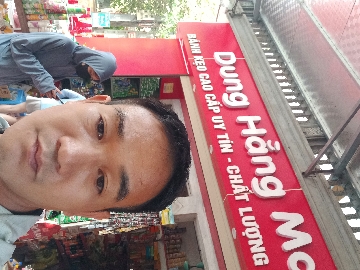 Dung Hằng Mo
BÁNH KẸO CAO CẤP UY TÍN - CHẤT LƯỢNG